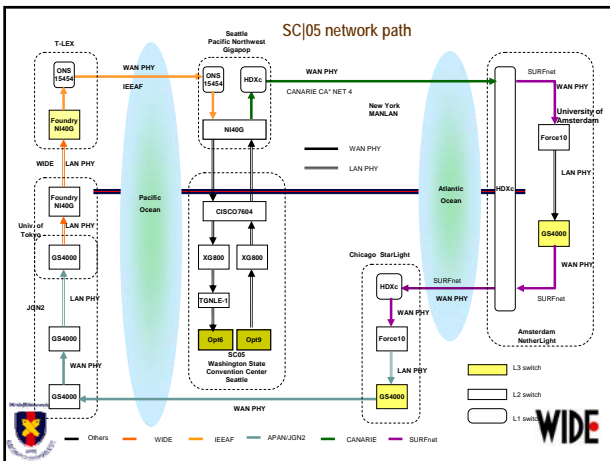 SC|05 network path
T-LEX
ONS
15454
WAN PHY
IEEAF
Foundry
NI40G
WIDE
LAN PHY
Foundry
NI40G
Univ. of
Tokyo
LAN PHY
GS4000
LAN PHY
JGN2
GS4000
WAN PHY
GS4000
Pacific
Ocean
Seattle
Pacific Northwest
Gigapop
ONS
15454
HDXc
NI40G
CISCO7604
XG800
XG800
TGNLE-1
Opt6
Opt9
SC05
Washington State
Convention Center
Seattle
WAN PHY
CANARIE CA* NET 4
New York
MANLAN
WAN PHY
LAN PHY
Atlantic
Ocean
Chicago StarLight
HDXc
SURFnet
WAN PHY
WAN PHY
Force10
LAN PHY
GS4000
WAN PHY
HDXc
SURFnet
WAN PHY
University of
Amsterdam
Force10
LAN PHY
GS4000
WAN PHY
SURFnet
Amsterdam
NetherLight
L3 switch
L2 switch
L1 switch
Others
WIDE
IEEAF
APAN/JGN2
CANARIE
SURFnet
WIDE